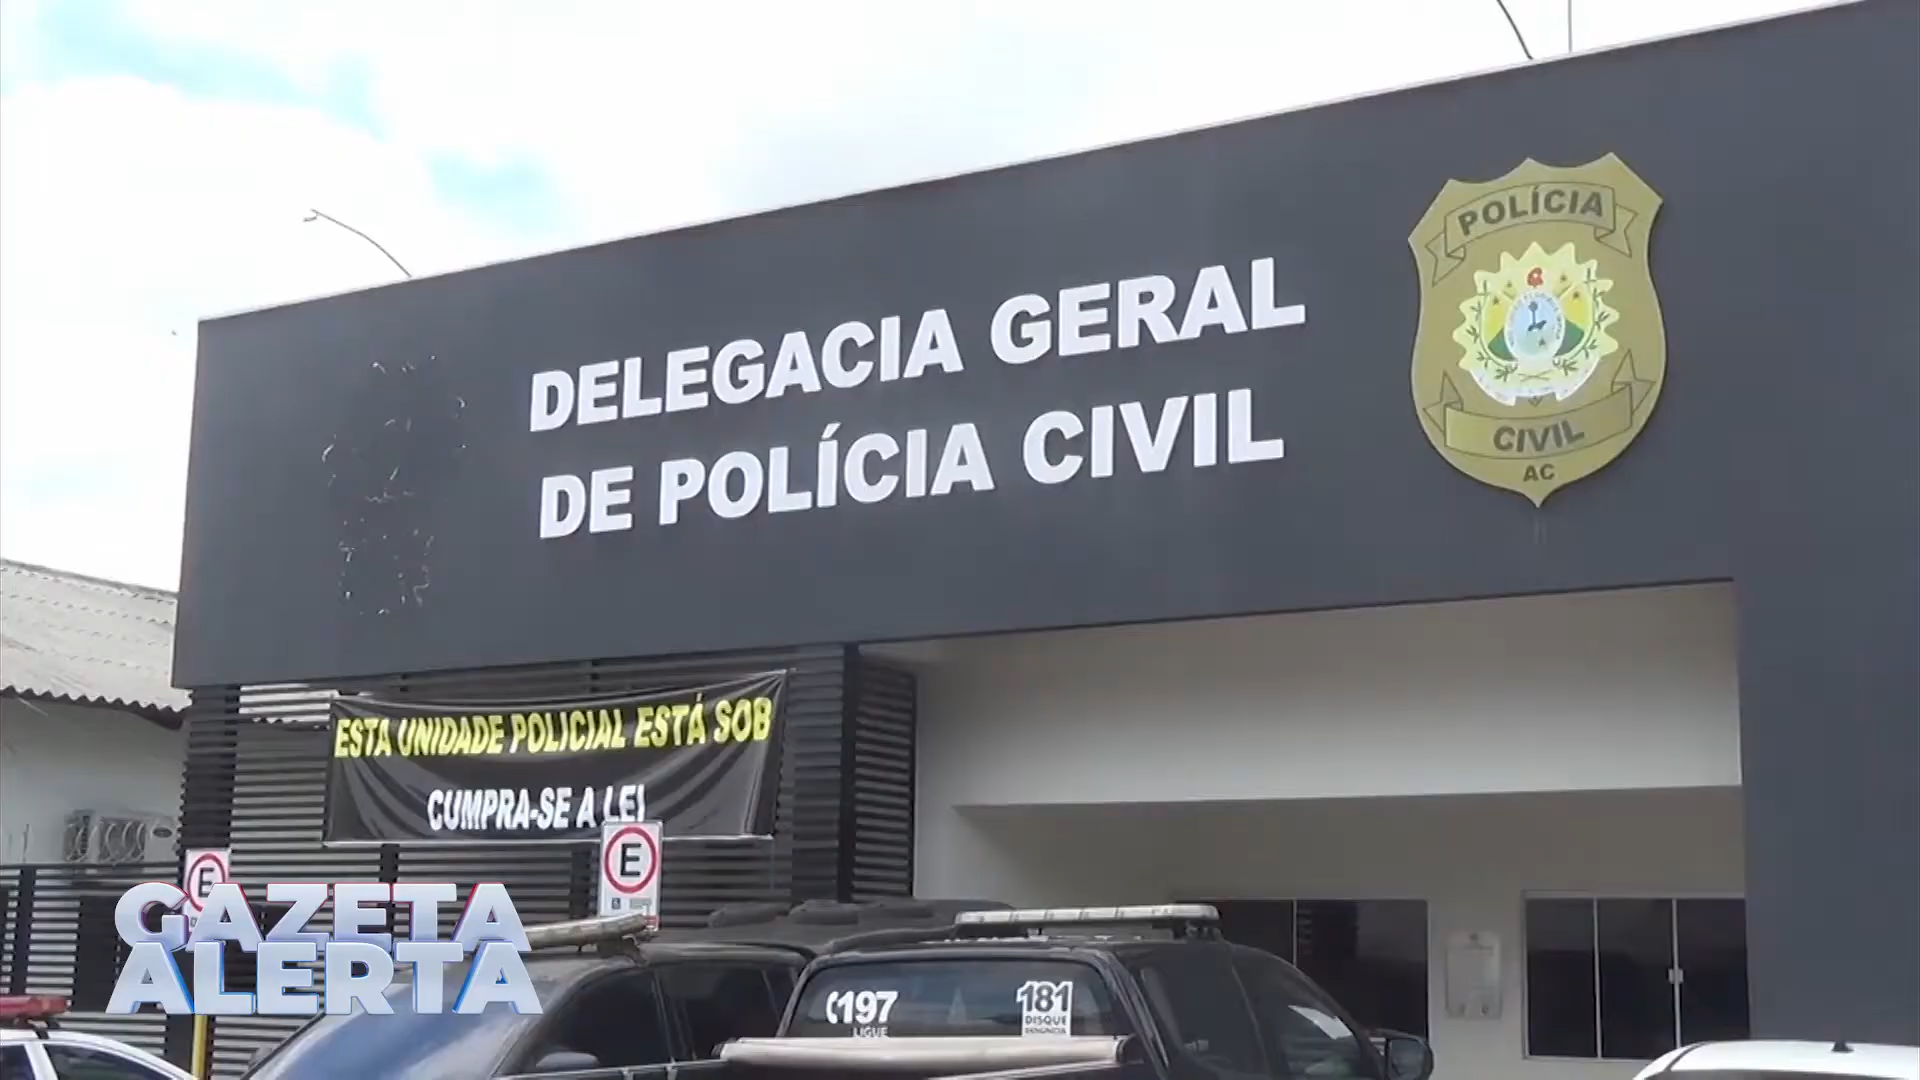 DELEGACIA GERAL
DE POLÍCIA CIVIL
POLÍCIA
CIVIL
AC
ESTA UNIDADE POLICIAL ESTÁ SOB
CUMPRA-SE A LEI
E
E
GAZETA
ALERTA
197
LIGUE
181
DISQUE
DENÚNCIA